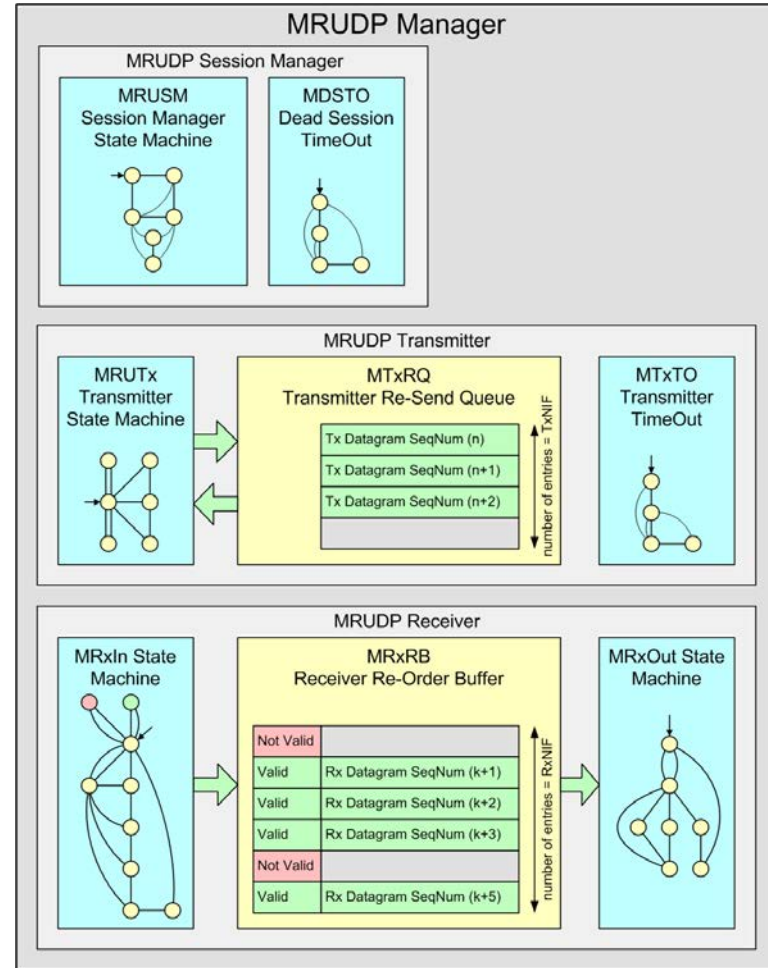 MRUDP Manager
MRUDP Session Manager
MRUSM
Session Manager
State Machine
MDSTO
Dead Session
TimeOut
MRUDP Transmitter
MRUTx
Transmitter
State Machine
MTxRQ
Transmitter Re-Send Queue
Tx Datagram SeqNum (n)
Tx Datagram SeqNum (n+1)
Tx Datagram SeqNum (n+2)
number of entries = TxNIF
MTxTO
Transmitter
TimeOut
MRUDP Receiver
MRxIn State
Machine
MRxRB
Receiver Re-Order Buffer
Not Valid
Valid Rx Datagram SeqNum (k+1)
Valid Rx Datagram SeqNum (k+2)
Valid Rx Datagram SeqNum (k+3)
Not Valid
Valid Rx Datagram SeqNum (k+5)
number of entries = RxNIF
MRxOut State
Machine